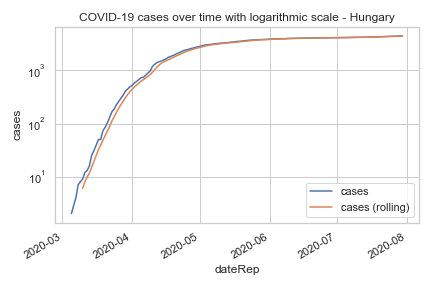 COVID-19 cases over time with logarithmic scale - Hungary
cases
10³
10²
10¹
cases
cases (rolling)
2020-03
2020-04
2020-05
2020-06
2020-07
2020-08
dateRep